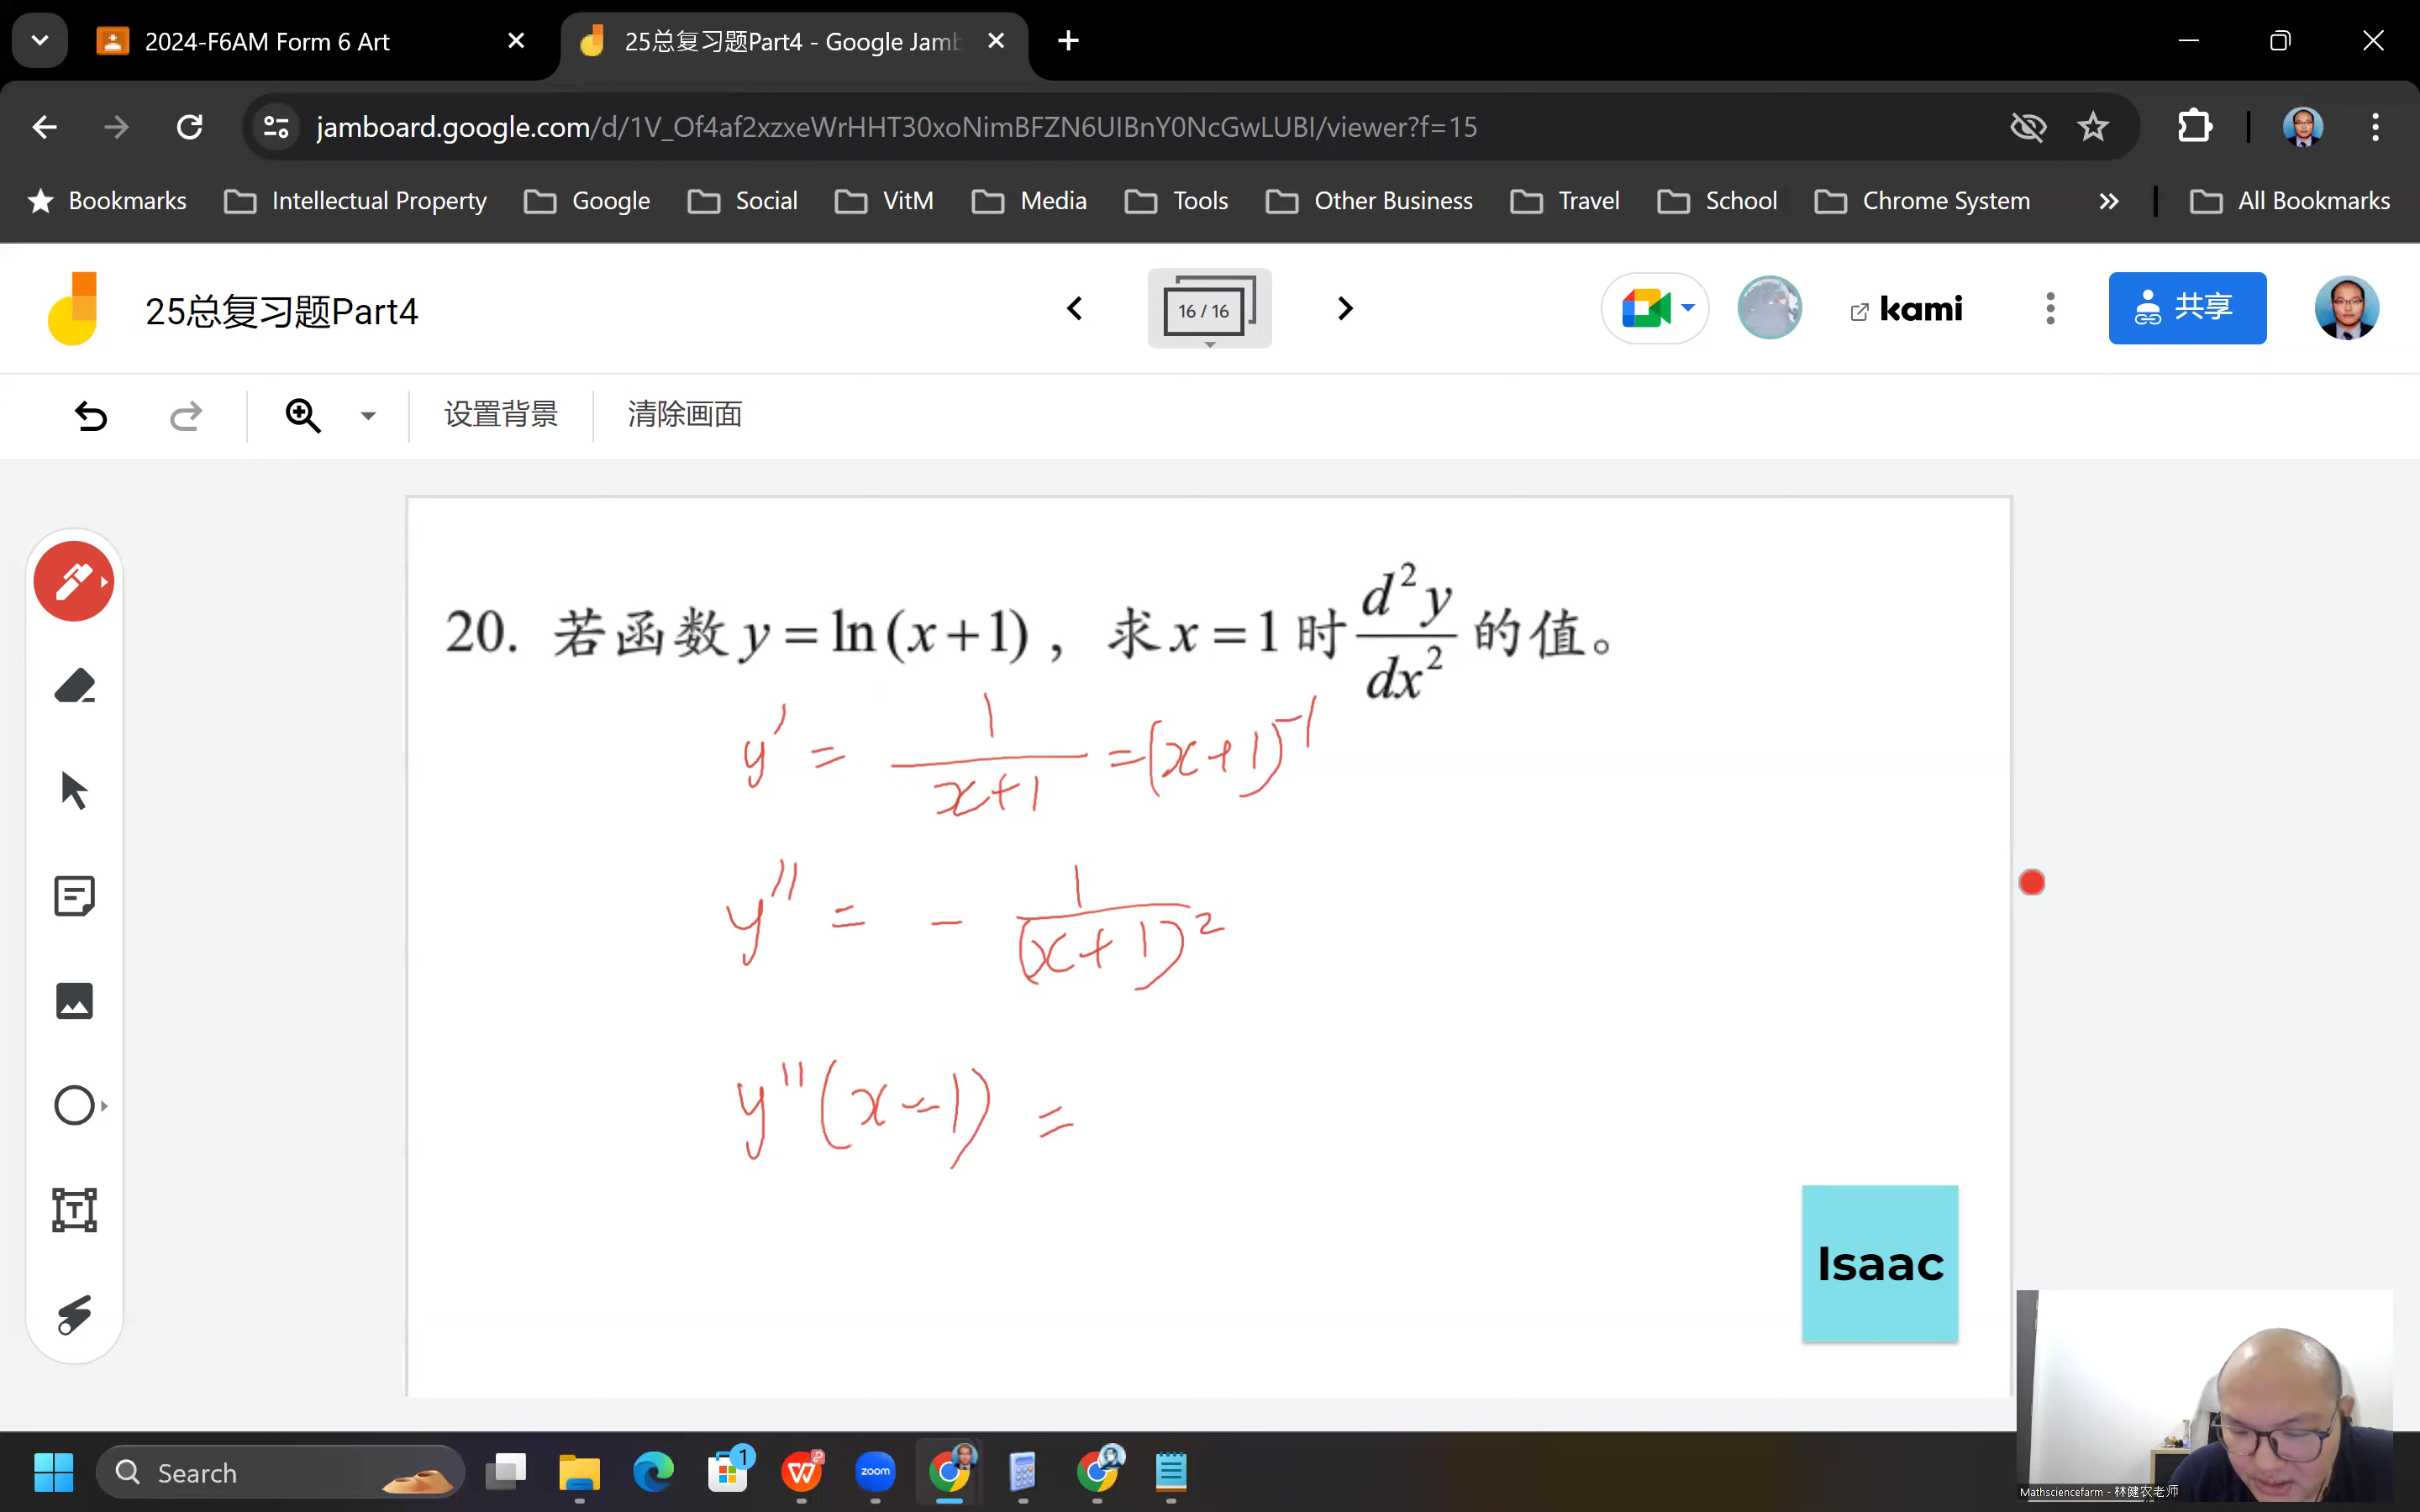 2024-F6AM Form 6 Art
25总复习题Part4 - Google Jamb
jamboard.google.com/d/1V_Of4af2xzxeWrHHT30xoNimBFZN6UIBnY0NcGwLUBI/viewer?f=15
Bookmarks Intellectual Property Google Social VitM Media Tools Other Business Travel School Chrome System All Bookmarks
25总复习题Part4
16 / 16
kami
共享
设置背景 清除画面
20. 若函数 y = ln(x+1), 求 x = 1 时 d²y/dx² 的值。
y' = 1/(x+1) = (x+1)⁻¹
y'' = - 1/(x+1)²
y''(x=1) =
Isaac
Mathsciencefarm - 林健农老师
Search
1
zoom